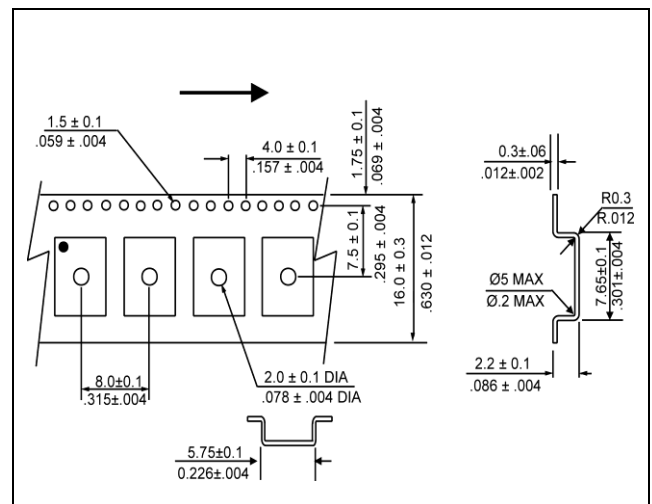 1.5 ± 0.1
.059 ± .004
4.0 ± 0.1
.157 ± .004
1.75 ± 0.1
.069 ± .004
0.3±.06
.012±.002
R0.3
R.012
7.5 ± 0.1
.295 ± .004
16.0 ± 0.3
.630 ± .012
Ø5 MAX
Ø.2 MAX
7.65±0.1
.301±.004
2.2 ± 0.1
.086 ± .004
8.0±0.1
.315±.004
2.0 ± 0.1 DIA
.078 ± .004 DIA
5.75±0.1
0.226±.004